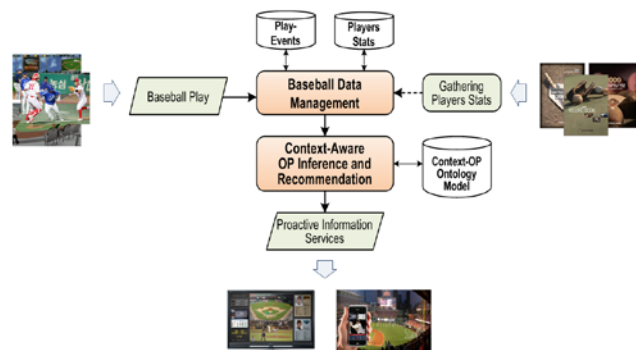 Play-
Events
Players
Stats
Baseball Play
Baseball Data
Management
Gathering
Players Stats
Context-Aware
OP Inference and
Recommendation
Context-OP
Ontology
Model
Proactive Information
Services